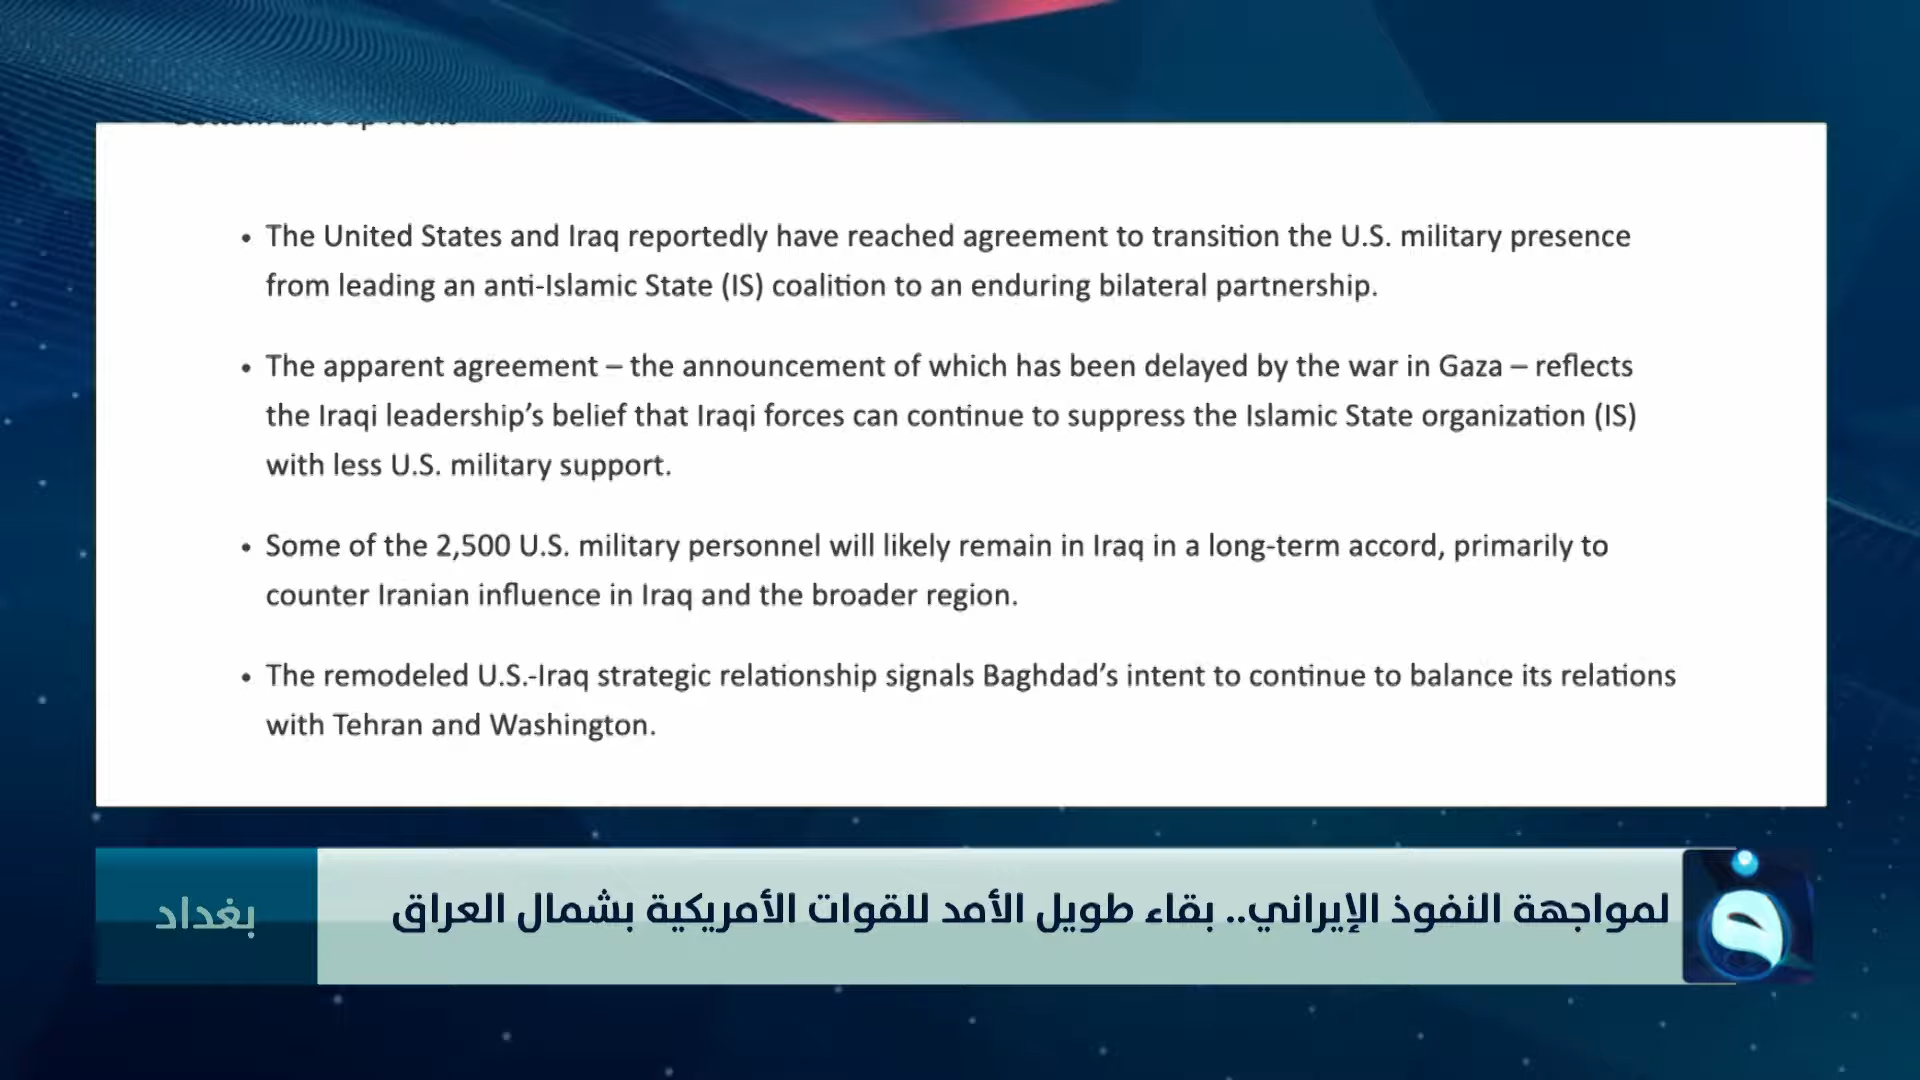 • The United States and Iraq reportedly have reached agreement to transition the U.S. military presence
from leading an anti-Islamic State (IS) coalition to an enduring bilateral partnership.
• The apparent agreement – the announcement of which has been delayed by the war in Gaza – reflects
the Iraqi leadership’s belief that Iraqi forces can continue to suppress the Islamic State organization (IS)
with less U.S. military support.
• Some of the 2,500 U.S. military personnel will likely remain in Iraq in a long-term accord, primarily to
counter Iranian influence in Iraq and the broader region.
• The remodeled U.S.-Iraq strategic relationship signals Baghdad’s intent to continue to balance its relations
with Tehran and Washington.
لمواجهة النفوذ الإيراني.. بقاء طويل الأمد للقوات الأمريكية بشمال العراق
بغداد